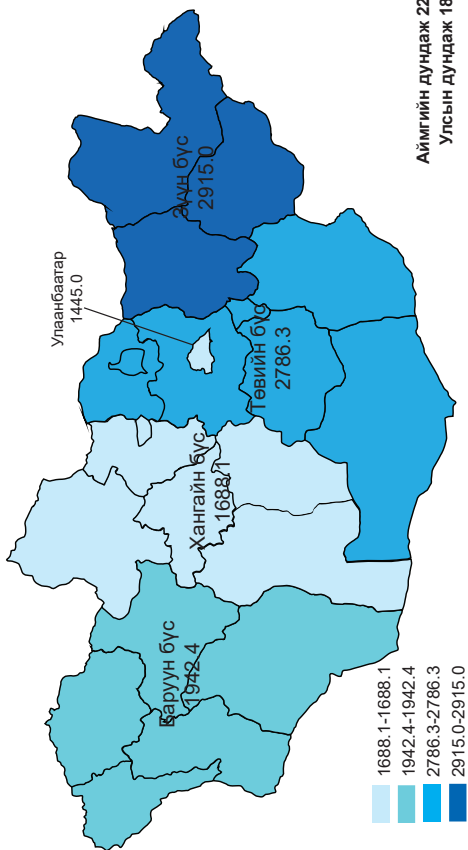 Улаанбаатар
1445.0
Зүүн бүс
2915.0
Төвийн бүс
2786.3
Хангайн бүс
1688.1
Баруун бүс
1942.4
1688.1-1688.1
1942.4-1942.4
2786.3-2786.3
2915.0-2915.0
Аймгийн дундаж 22
Улсын дундаж 18